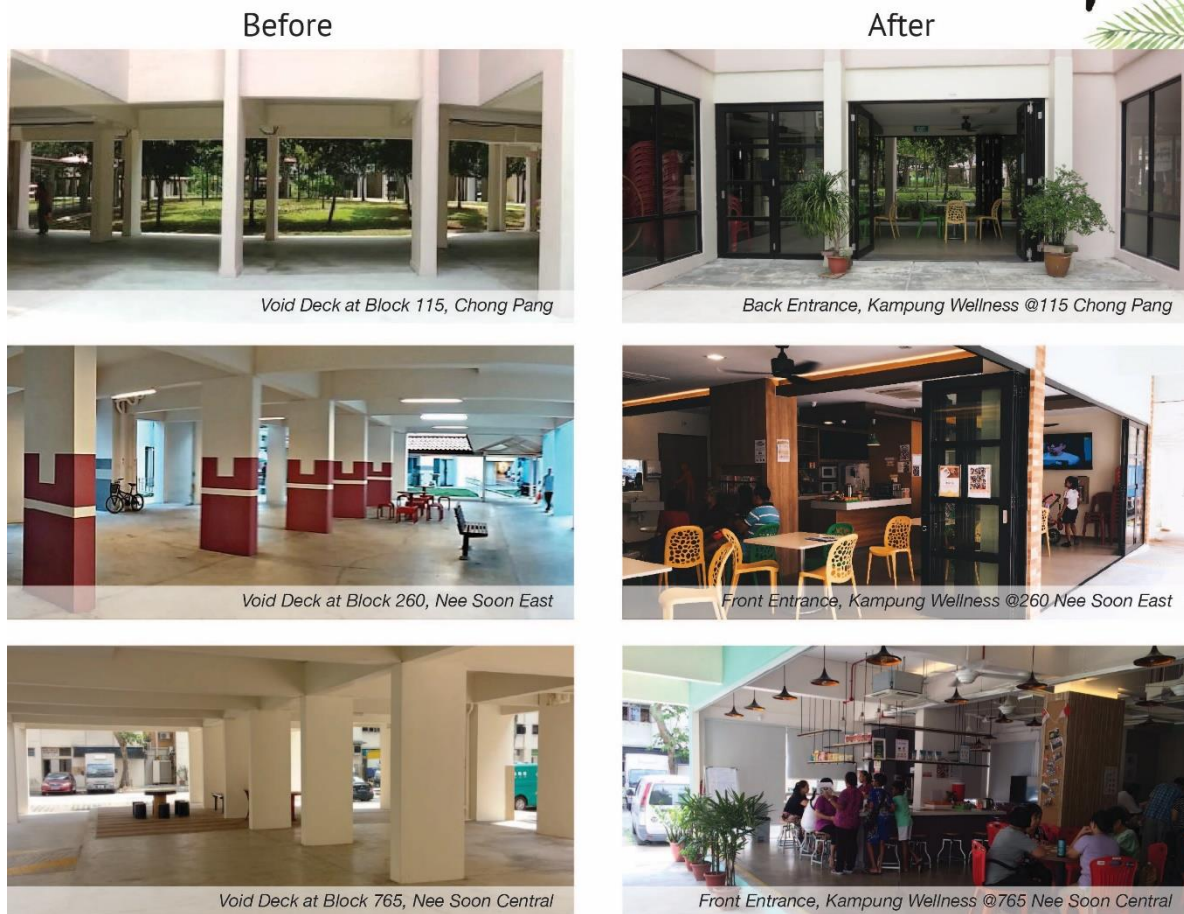 Before
After
Void Deck at Block 115, Chong Pang
Back Entrance, Kampung Wellness @115 Chong Pang
Void Deck at Block 260, Nee Soon East
Front Entrance, Kampung Wellness @260 Nee Soon East
Void Deck at Block 765, Nee Soon Central
Front Entrance, Kampung Wellness @765 Nee Soon Central